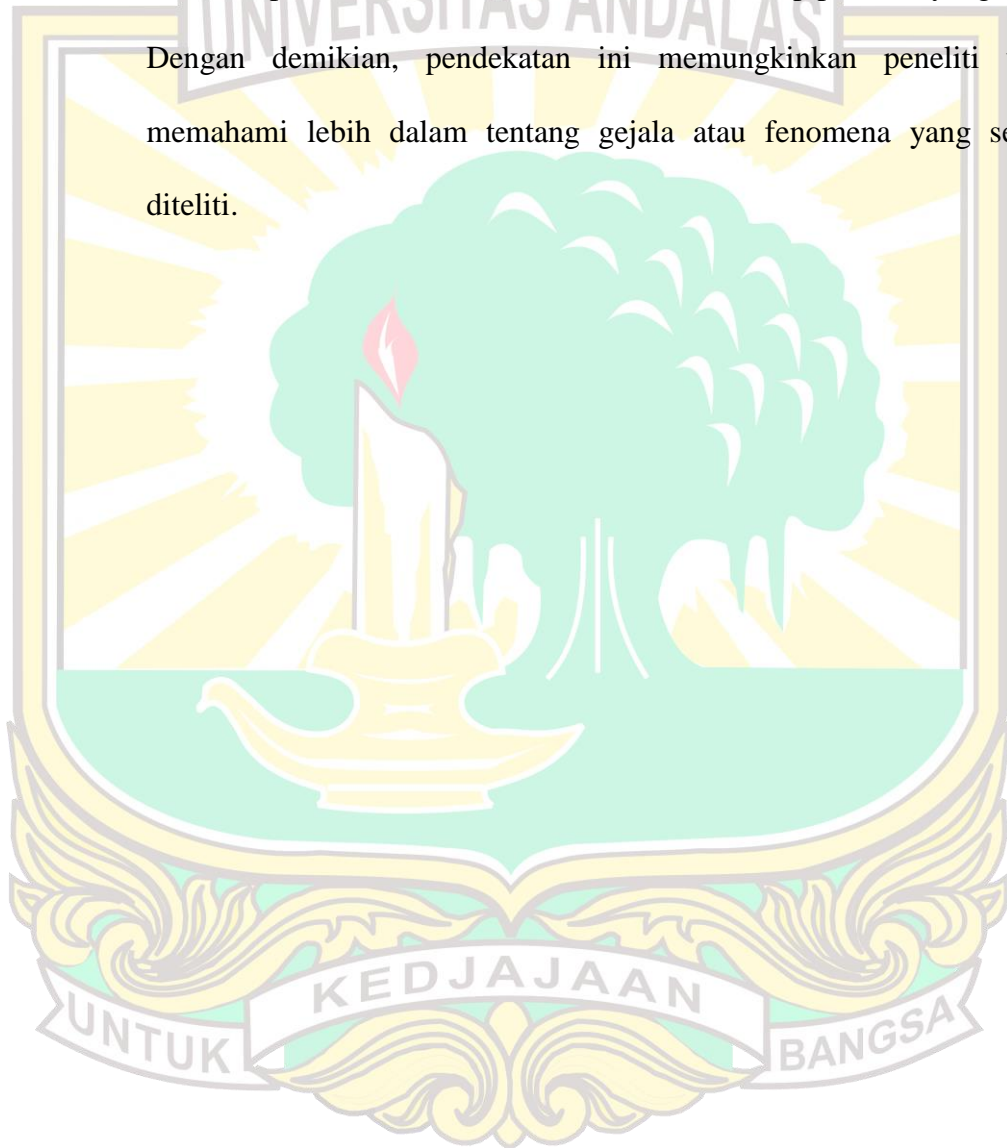 UNIVERSITAS ANDALAS
Dengan demikian, pendekatan ini memungkinkan peneliti
memahami lebih dalam tentang gejala atau fenomena yang
diteliti.
KEDJAJAAN
UNTUK BANGSA